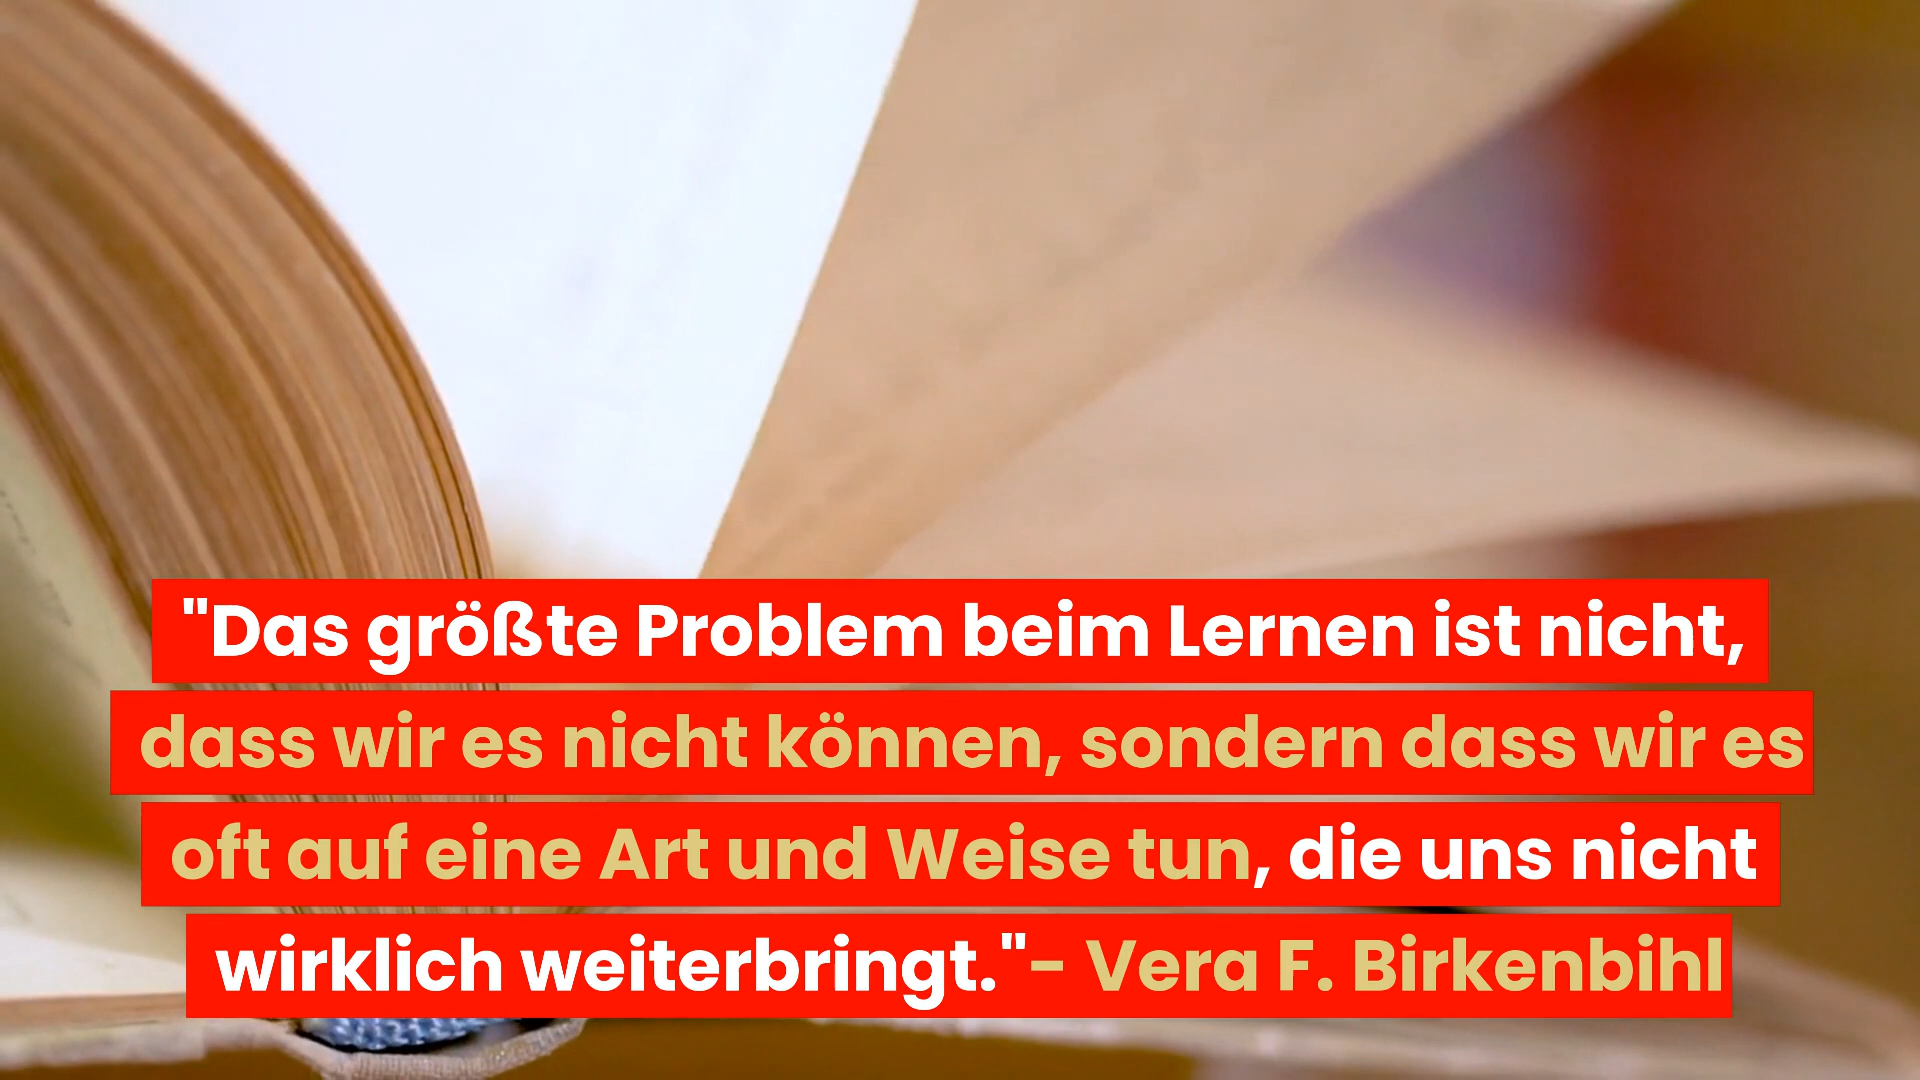 "Das größte Problem beim Lernen ist nicht,
dass wir es nicht können, sondern dass wir es
oft auf eine Art und Weise tun, die uns nicht
wirklich weiterbringt."- Vera F. Birkenbihl